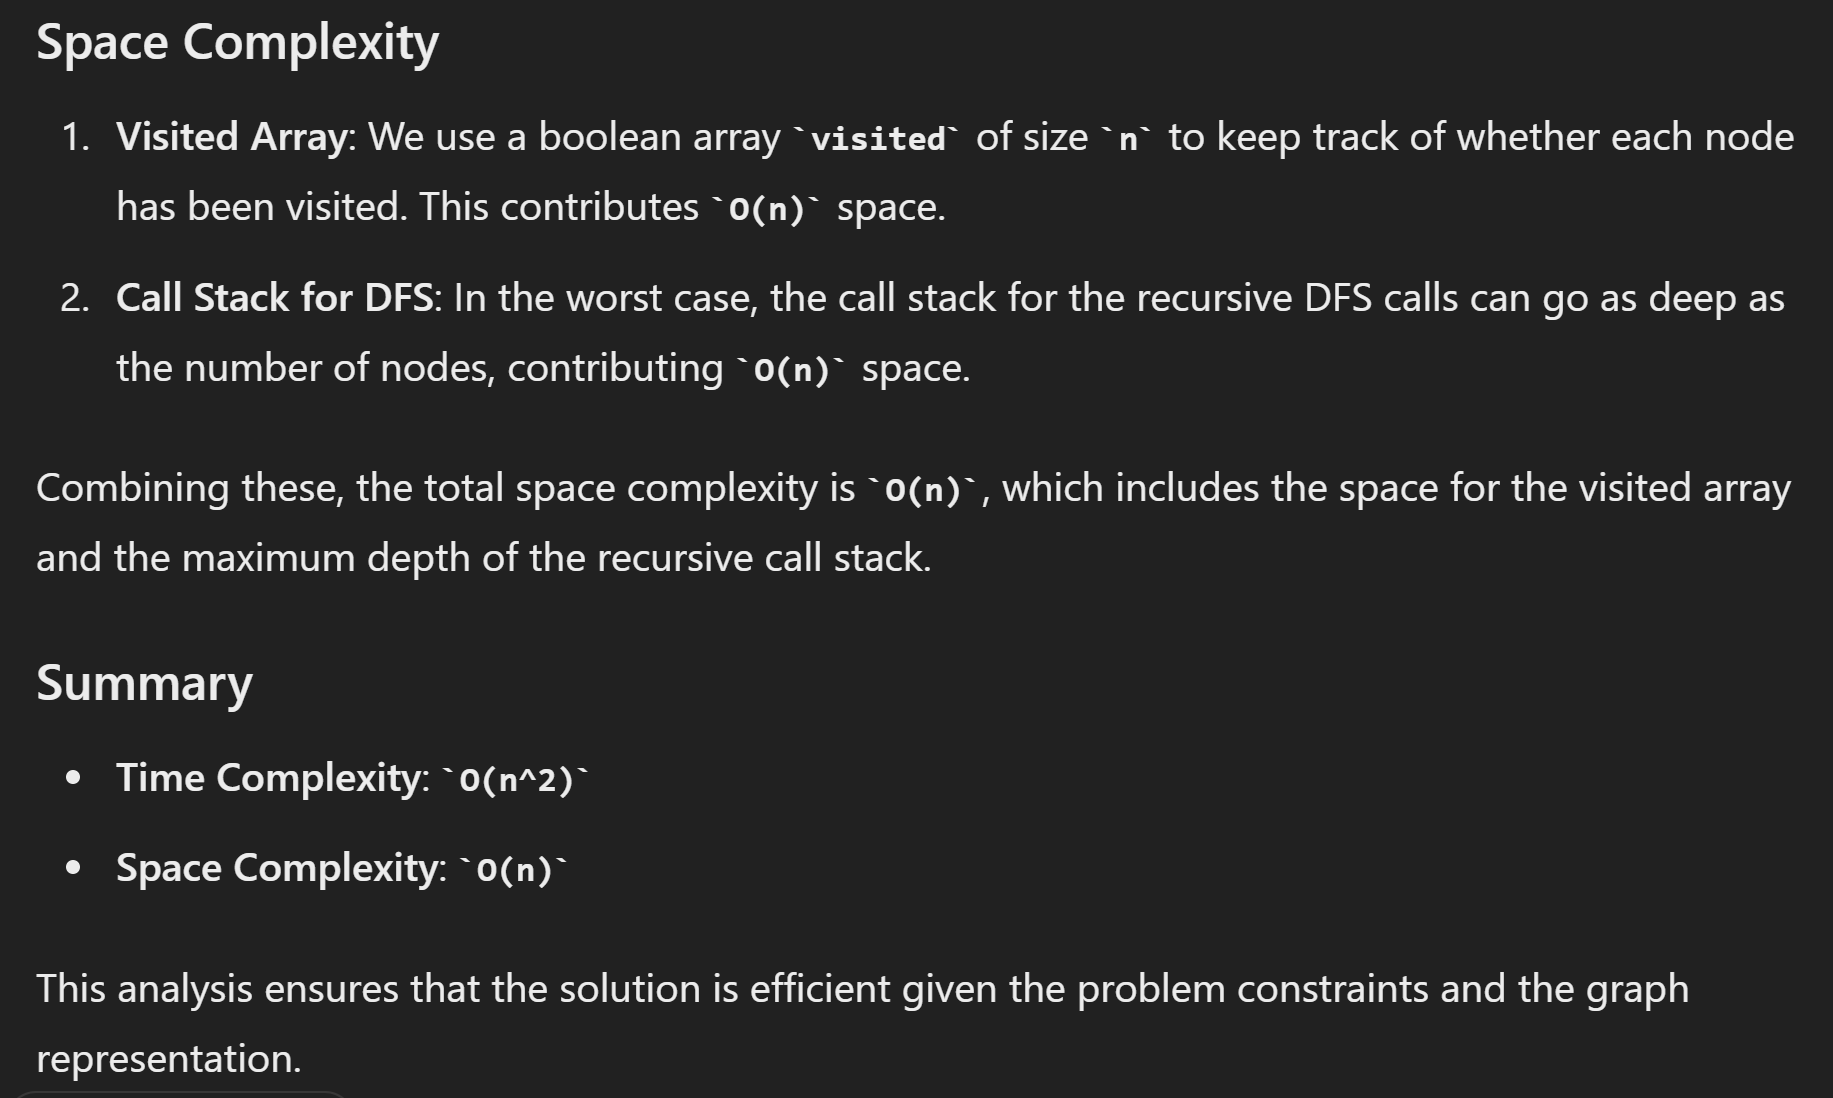 Space Complexity
1. Visited Array: We use a boolean array `visited` of size `n` to keep track of whether each node
has been visited. This contributes `O(n)` space.
2. Call Stack for DFS: In the worst case, the call stack for the recursive DFS calls can go as deep as
the number of nodes, contributing `O(n)` space.
Combining these, the total space complexity is `O(n)`, which includes the space for the visited array
and the maximum depth of the recursive call stack.
Summary
• Time Complexity: `O(n^2)`
• Space Complexity: `O(n)`
This analysis ensures that the solution is efficient given the problem constraints and the graph
representation.